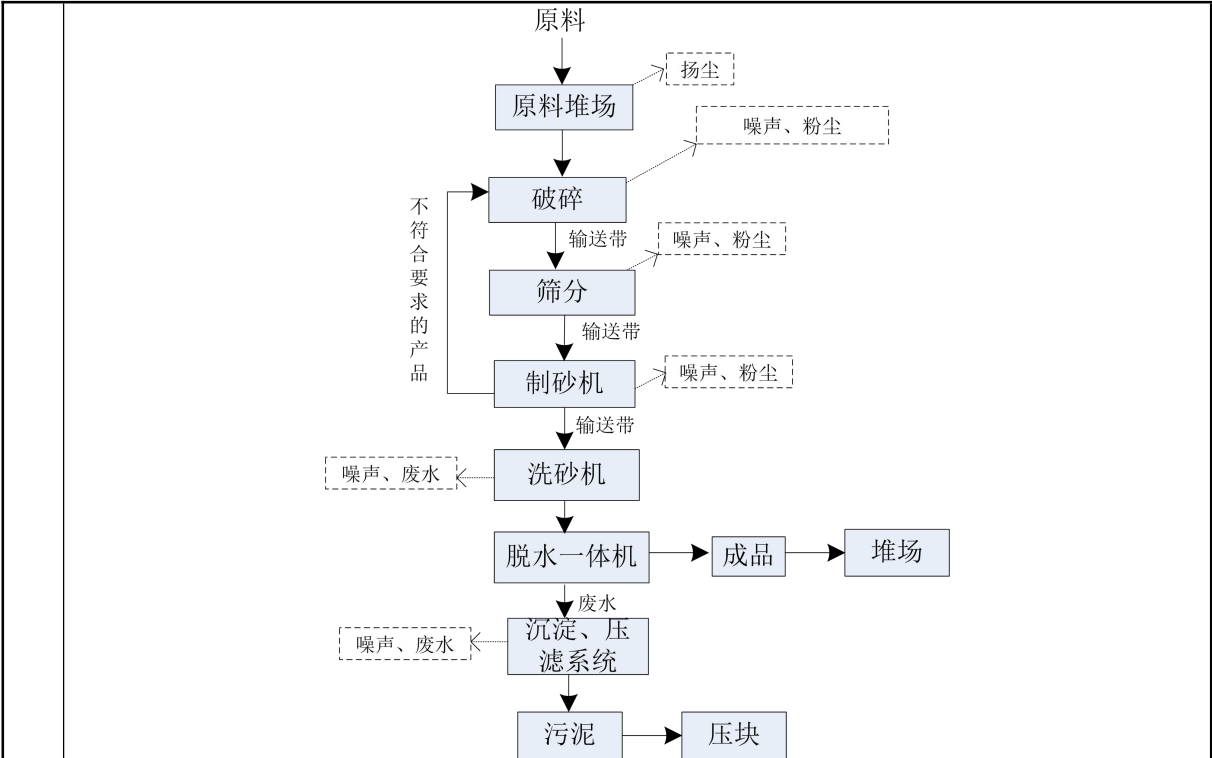 原料
扬尘
原料堆场
噪声、粉尘
破碎
不符合要求的产品
输送带
噪声、粉尘
筛分
输送带
噪声、粉尘
制砂机
输送带
洗砂机
噪声、废水
脱水一体机
成品
堆场
废水
沉淀、压
滤系统
噪声、废水
污泥
压块